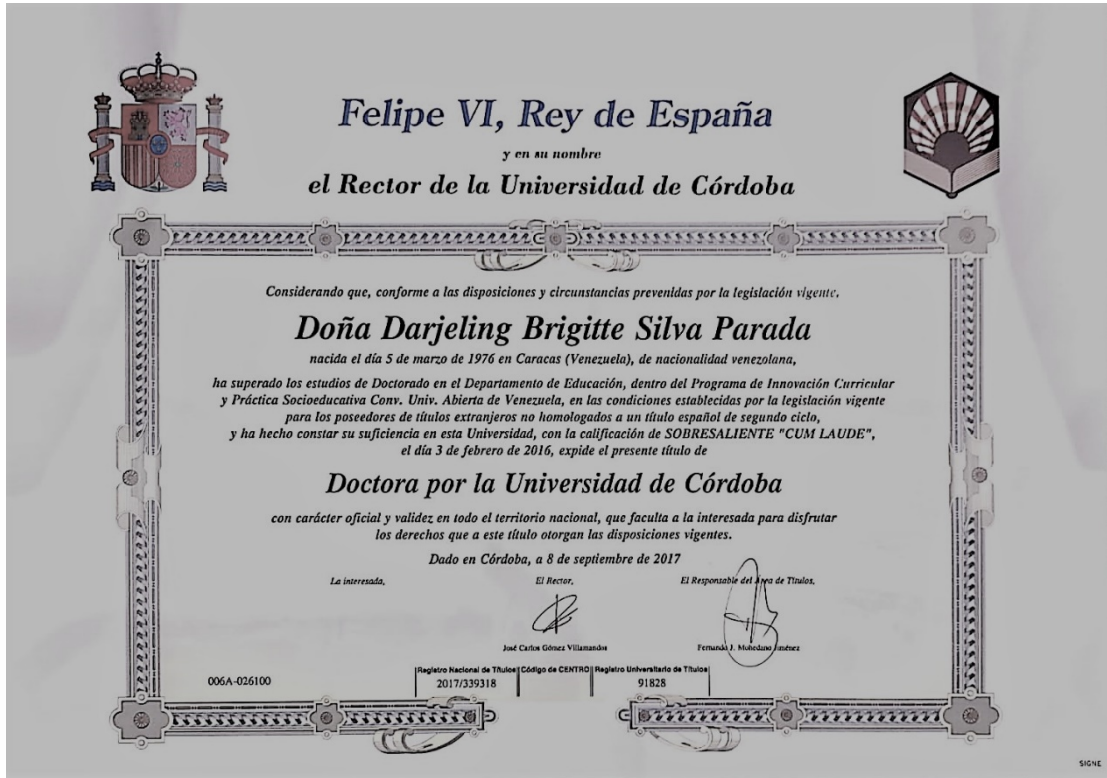 Felipe VI, Rey de España
y en su nombre
el Rector de la Universidad de Córdoba
Considerando que, conforme a las disposiciones y circunstancias prevenidas por la legislación vigente,
Doña Darjeling Brigitte Silva Parada
nacida el día 5 de marzo de 1976 en Caracas (Venezuela), de nacionalidad venezolana,
ha superado los estudios de Doctorado en el Departamento de Educación, dentro del Programa de Innovación Curricular
y Práctica Socioeducativa Conv. Univ. Abierta de Venezuela, en las condiciones establecidas por la legislación vigente
para los poseedores de títulos extranjeros no homologados a un título español de segundo ciclo,
y ha hecho constar su suficiencia en esta Universidad, con la calificación de SOBRESALIENTE "CUM LAUDE",
el día 3 de febrero de 2016, expide el presente título de
Doctora por la Universidad de Córdoba
con carácter oficial y validez en todo el territorio nacional, que faculta a la interesada para disfrutar
los derechos que a este título otorgan las disposiciones vigentes.
Dado en Córdoba, a 8 de septiembre de 2017
La interesada, El Rector, El Responsable del Area de Títulos,
José Carlos Gómez Villamandos Fernando J. Mohedano Jiménez
Registro Nacional de Títulos Código de CENTRO Registro Universitario de Títulos
006A-026100 2017/339318 91828
SIGNE